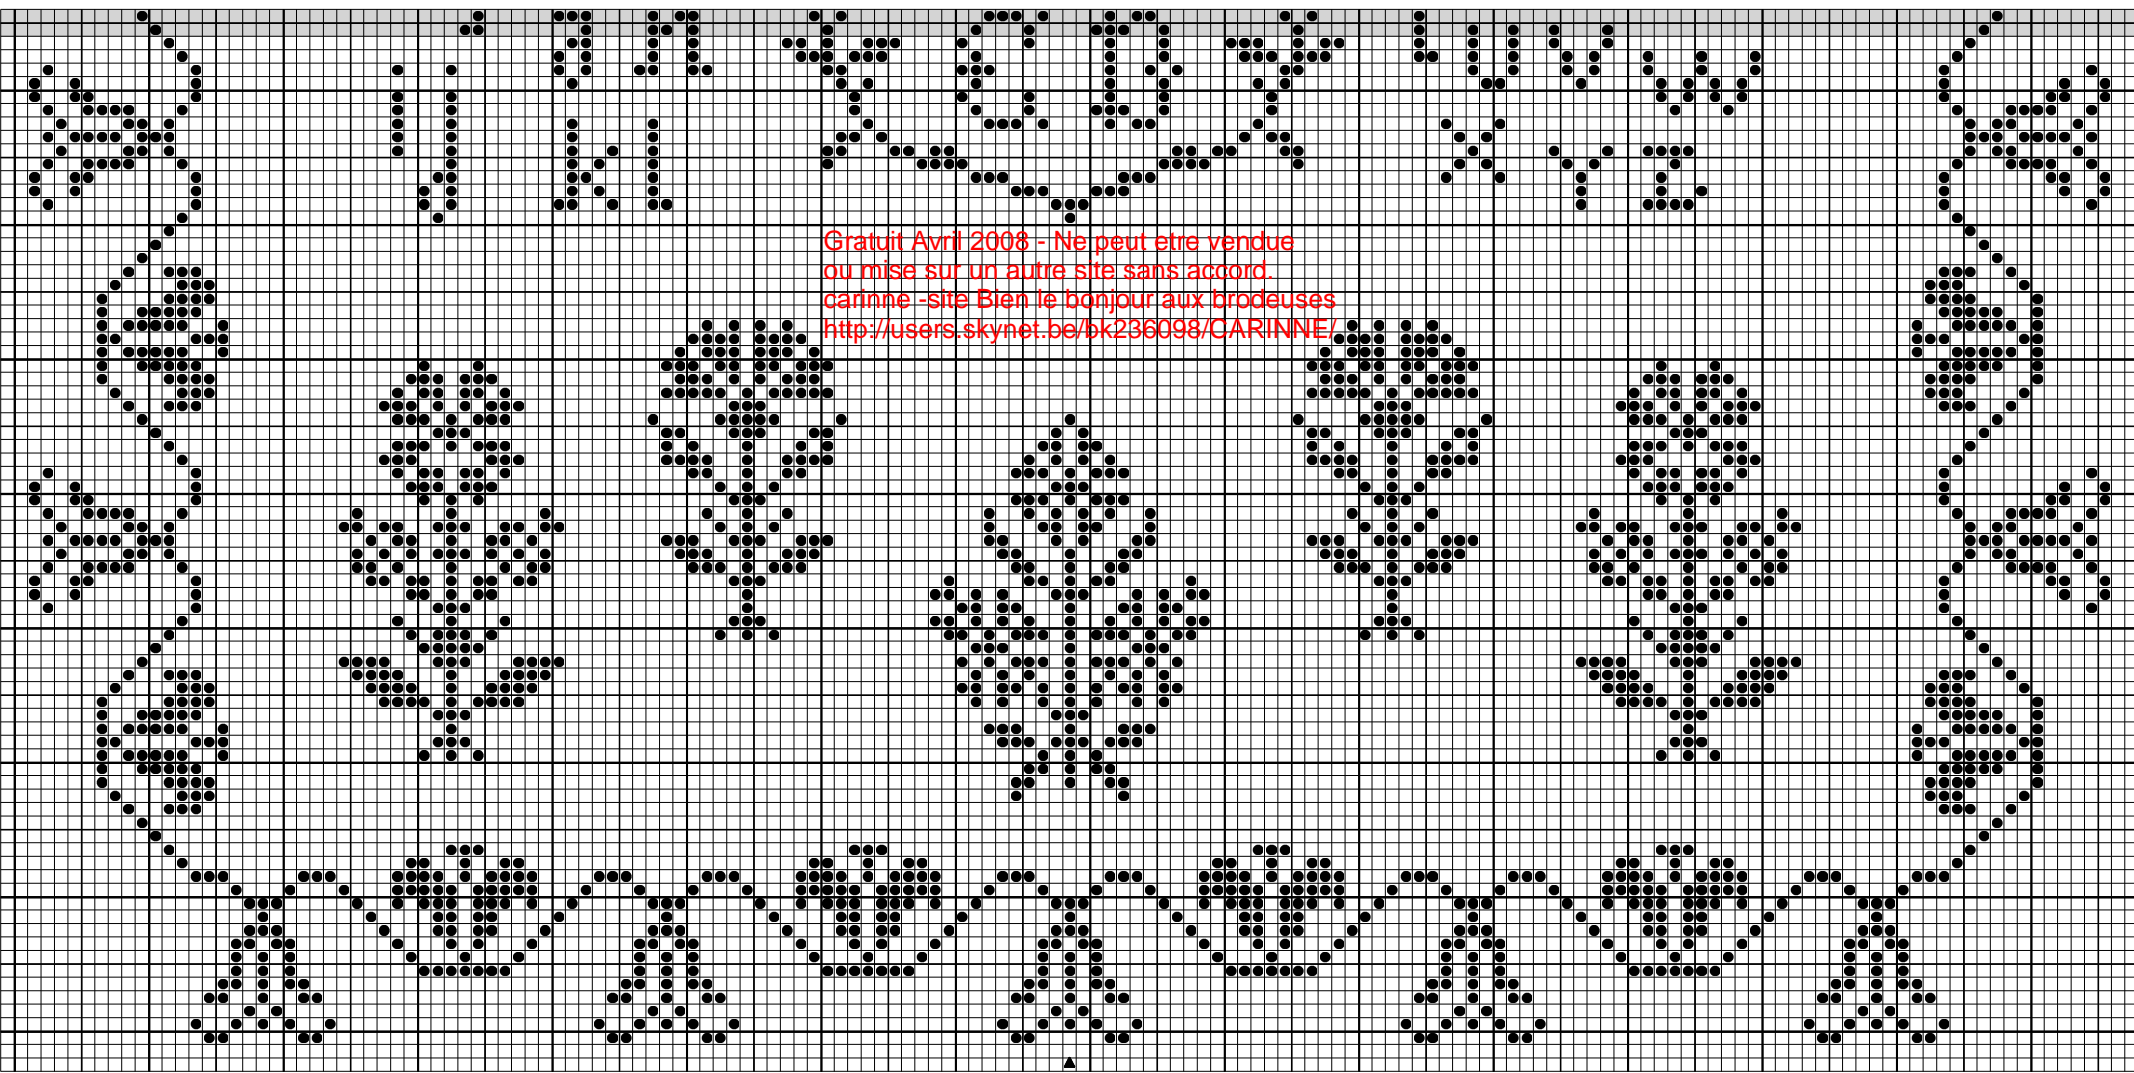 I J K L
X Y Z
Gratuit Avril 2008 - Ne peut etre vendue
ou mise sur un autre site sans accord.
carinne -site Bien le bonjour aux brodeuses
http://users.skynet.be/bk236098/CARINNE/